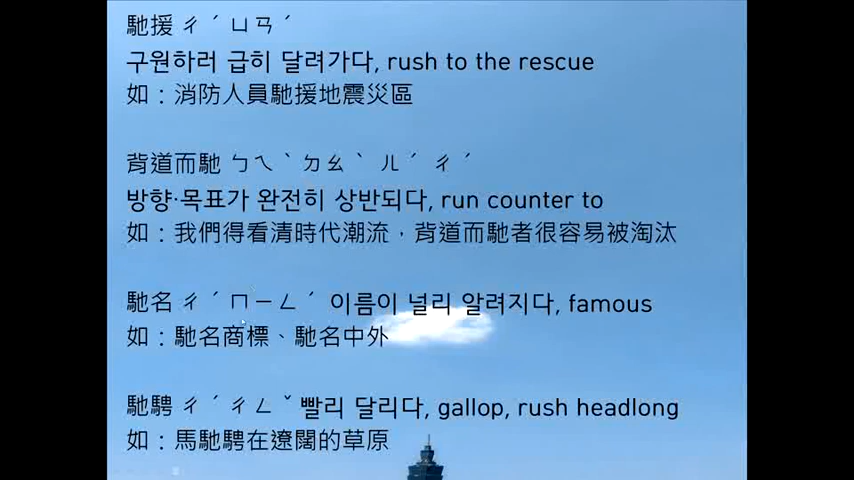 馳援 ㄔˊ ㄩㄢˊ
구원하러 급히 달려가다, rush to the rescue
如：消防人員馳援地震災區
背道而馳 ㄅㄟˋ ㄉㄠˋ ㄦˊ ㄔˊ
방향·목표가 완전히 상반되다, run counter to
如：我們得看清時代潮流，背道而馳者很容易被淘汰
馳名 ㄔˊ ㄇㄧㄥˊ 이름이 널리 알려지다, famous
如：馳名商標、馳名中外
馳騁 ㄔˊ ㄔㄥˇ 빨리 달리다, gallop, rush headlong
如：馬馳騁在遼闊的草原